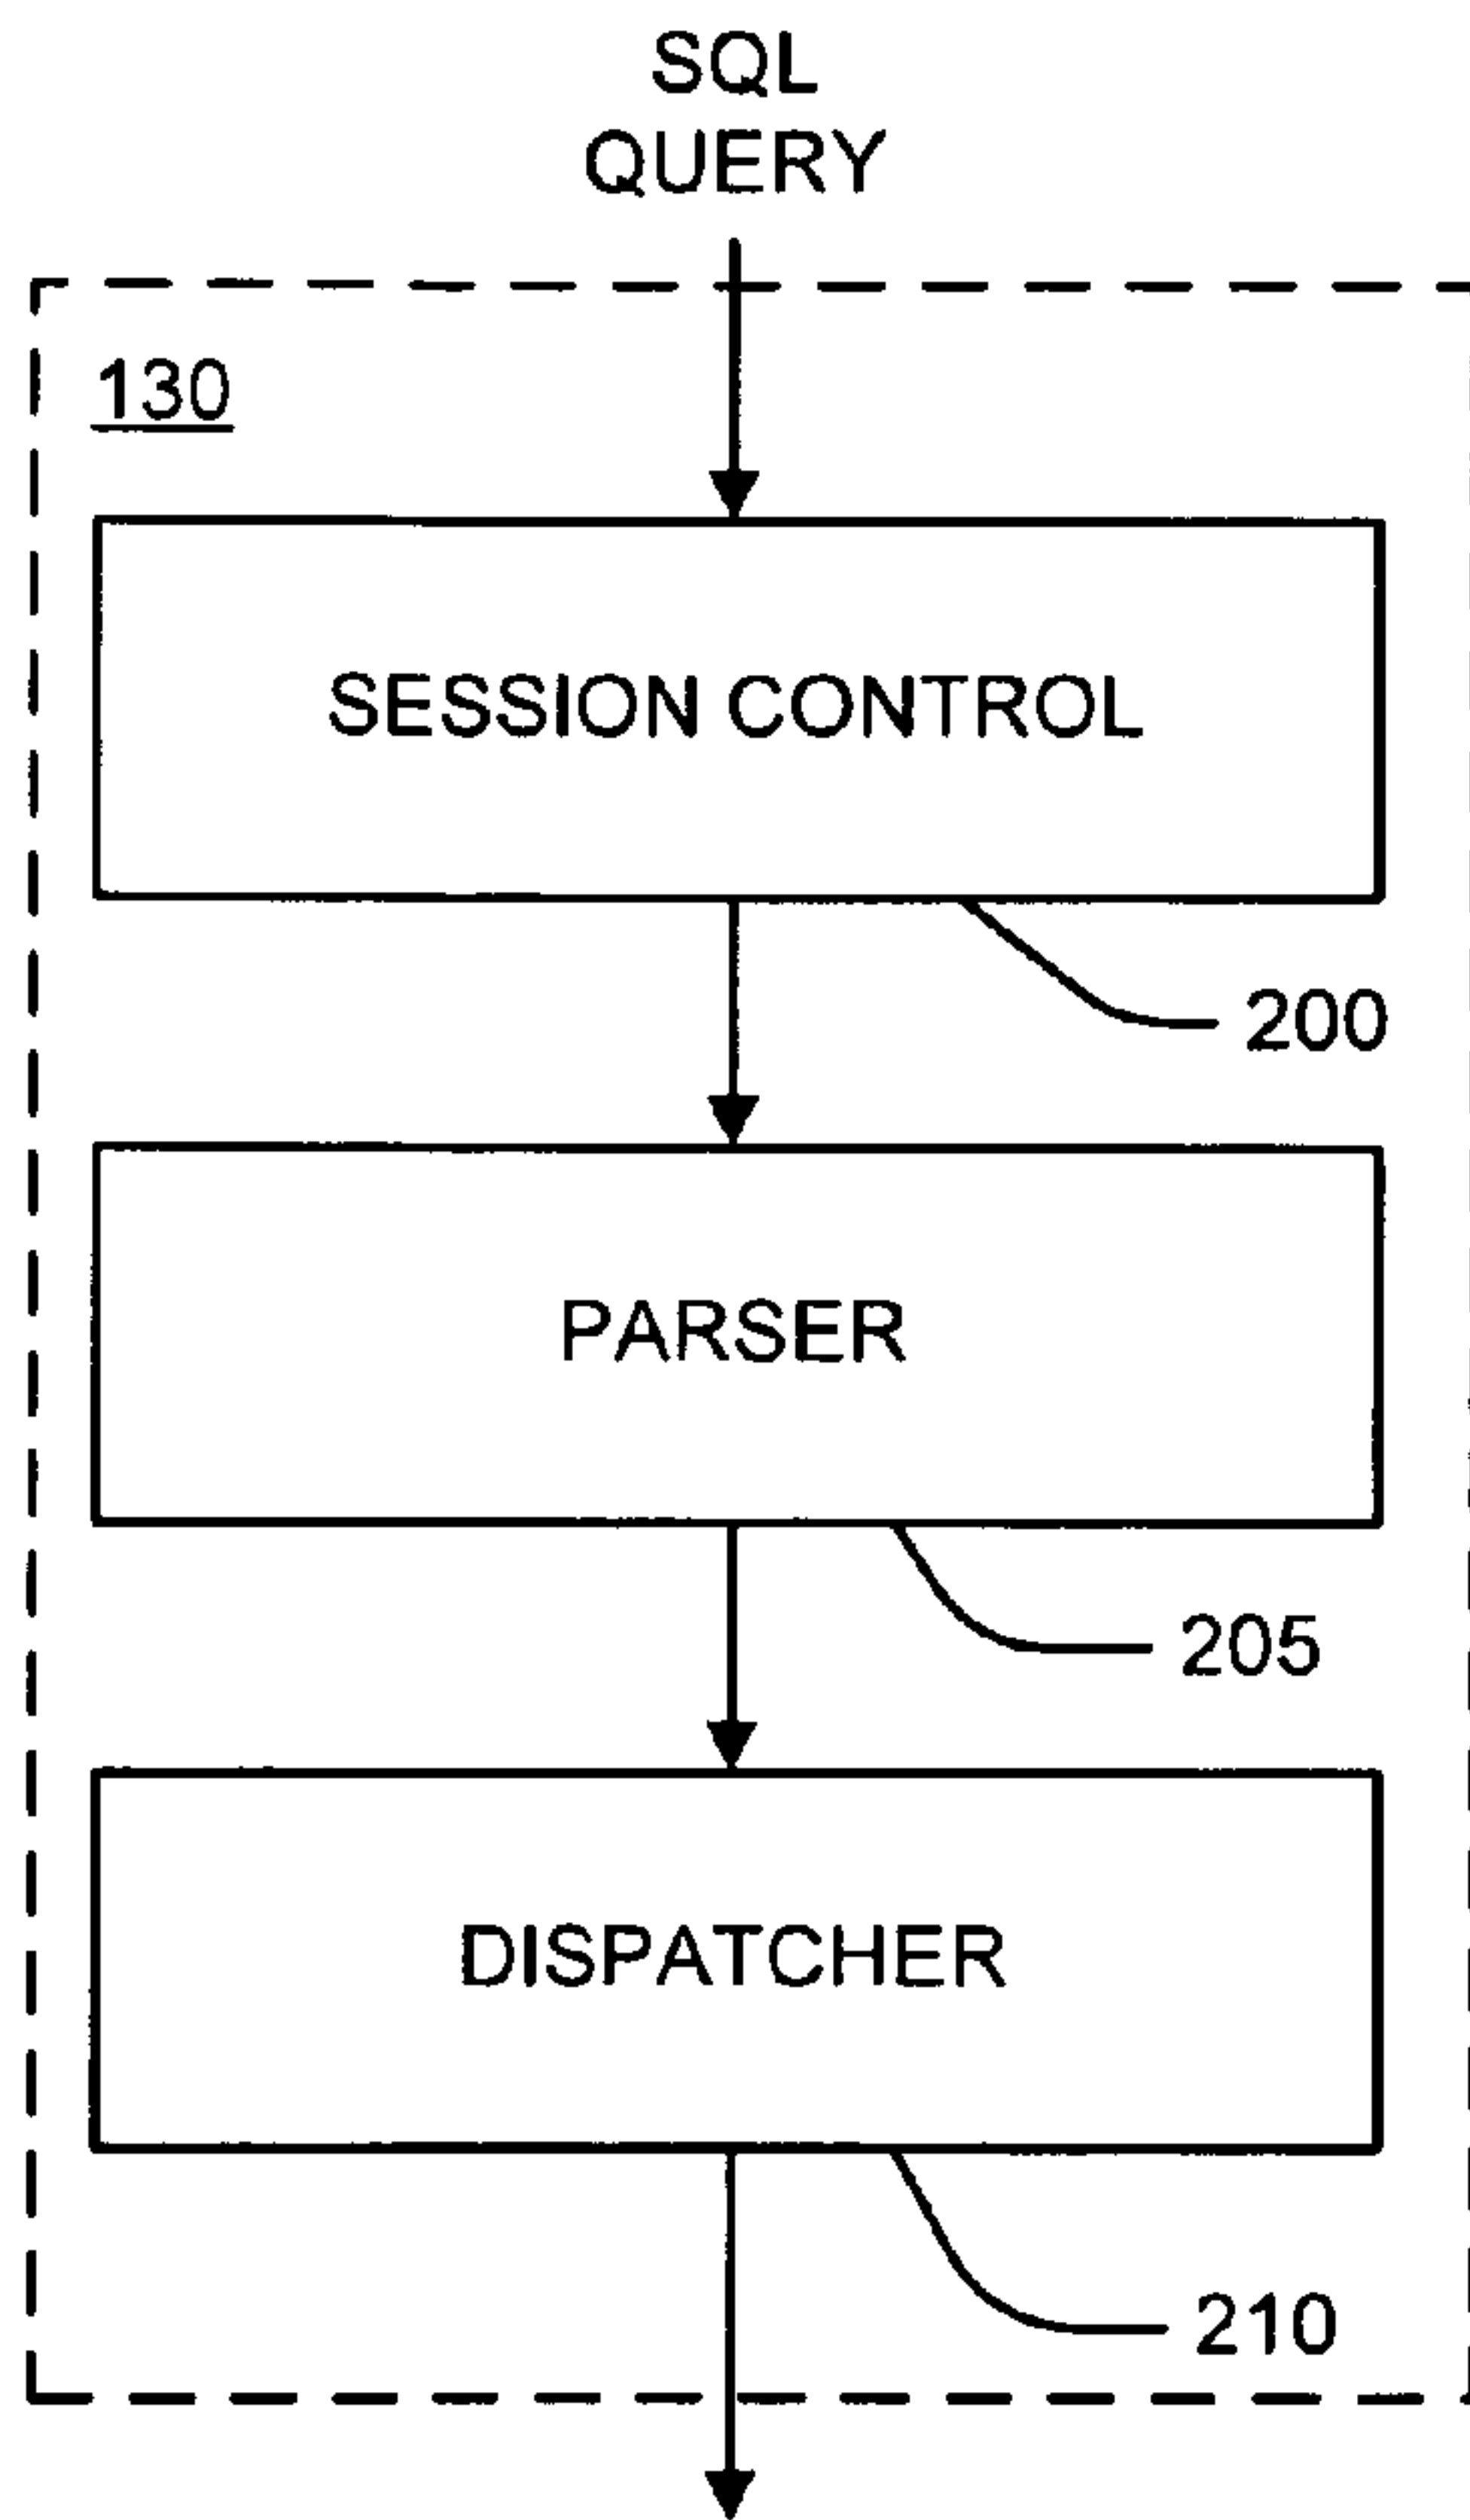 SQL
QUERY
130
SESSION CONTROL
200
PARSER
205
DISPATCHER
210